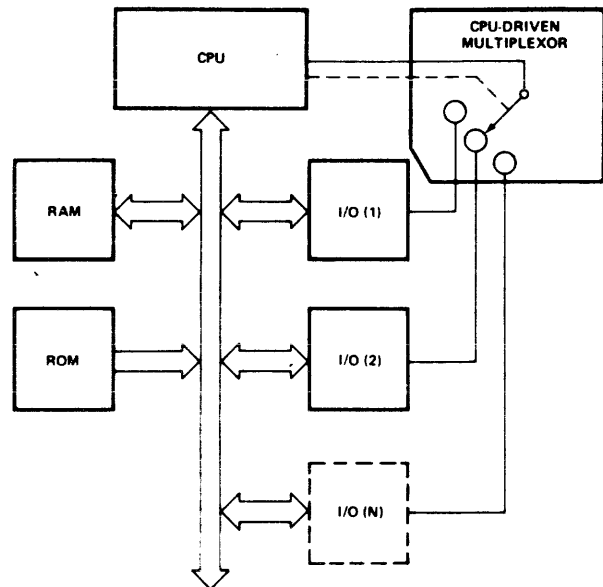 CPU-DRIVEN
MULTIPLEXOR
CPU
RAM
I/O (1)
ROM
I/O (2)
I/O (N)